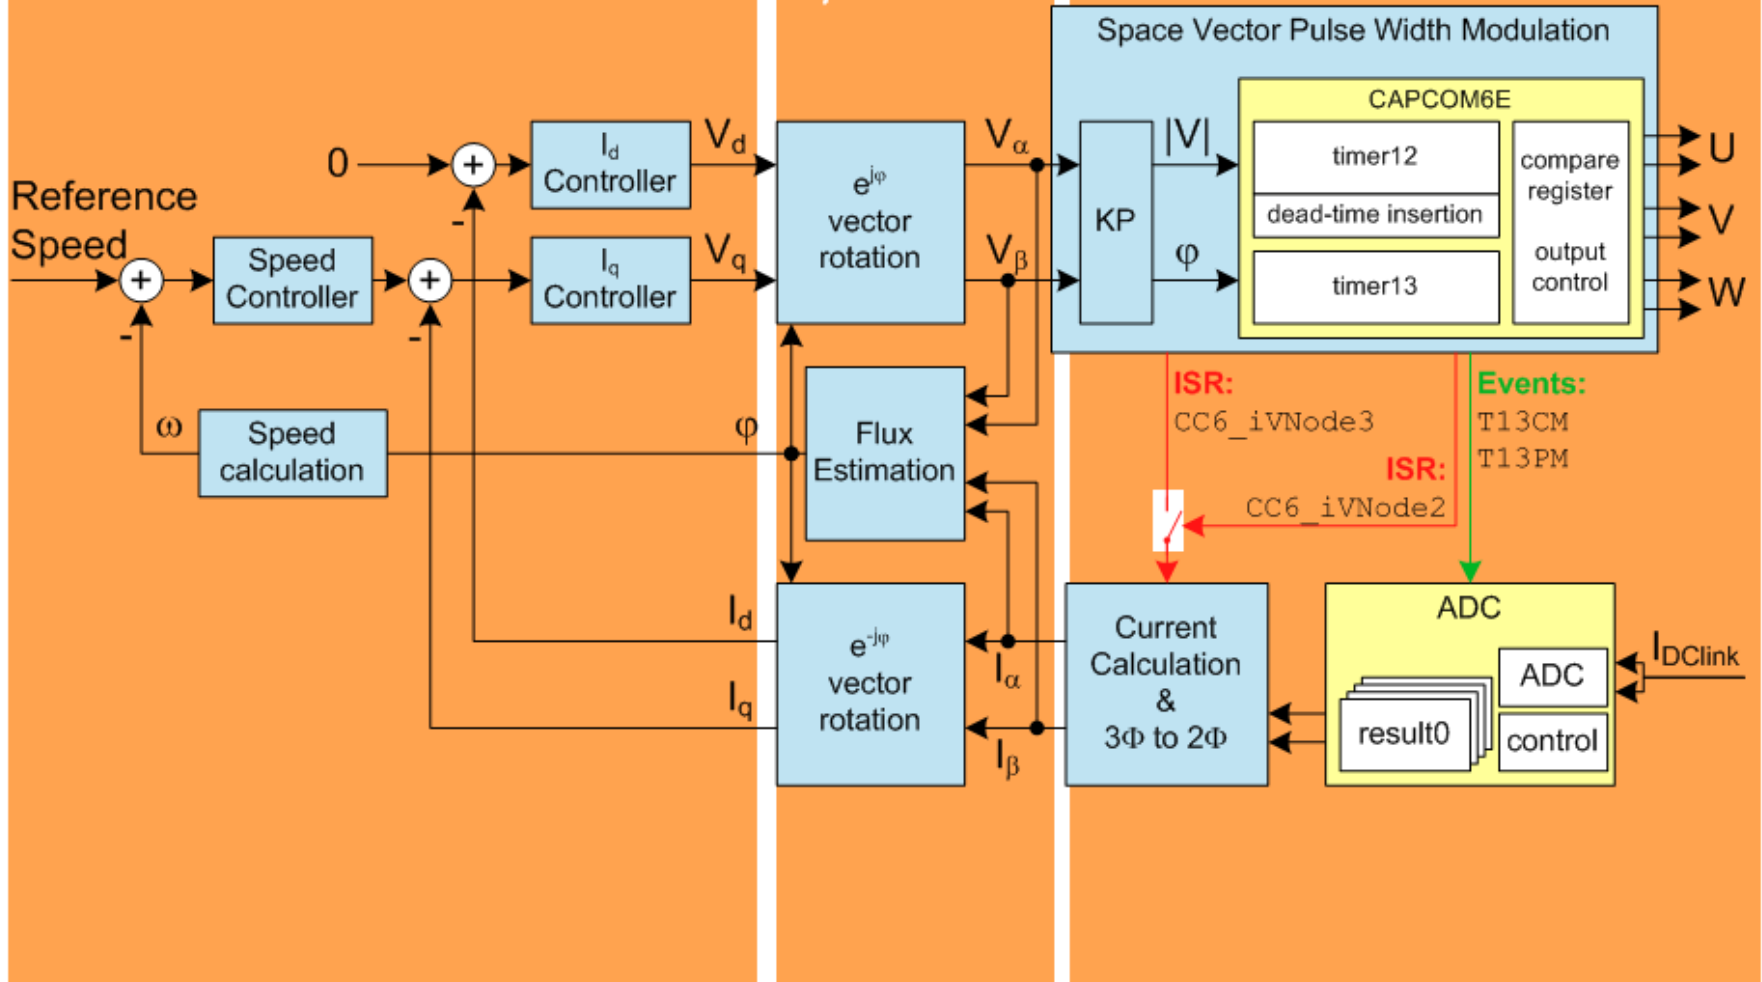 Space Vector Pulse Width Modulation
CAPCOM6E
timer12
dead-time insertion
timer13
compare
register
output
control
KP
|V|
φ
U
V
W
0
Reference
Speed
+
-
Speed
Controller
+
-
+
-
Id
Controller
Iq
Controller
Vd
Vq
e^jφ
vector
rotation
Vα
Vβ
ω
Speed
calculation
φ
Flux
Estimation
ISR:
CC6_iVNode3
ISR:
CC6_iVNode2
Events:
T13CM
T13PM
Id
Iq
e^-jφ
vector
rotation
Iα
Iβ
Current
Calculation
&
3Φ to 2Φ
ADC
ADC
result0
control
IDClink